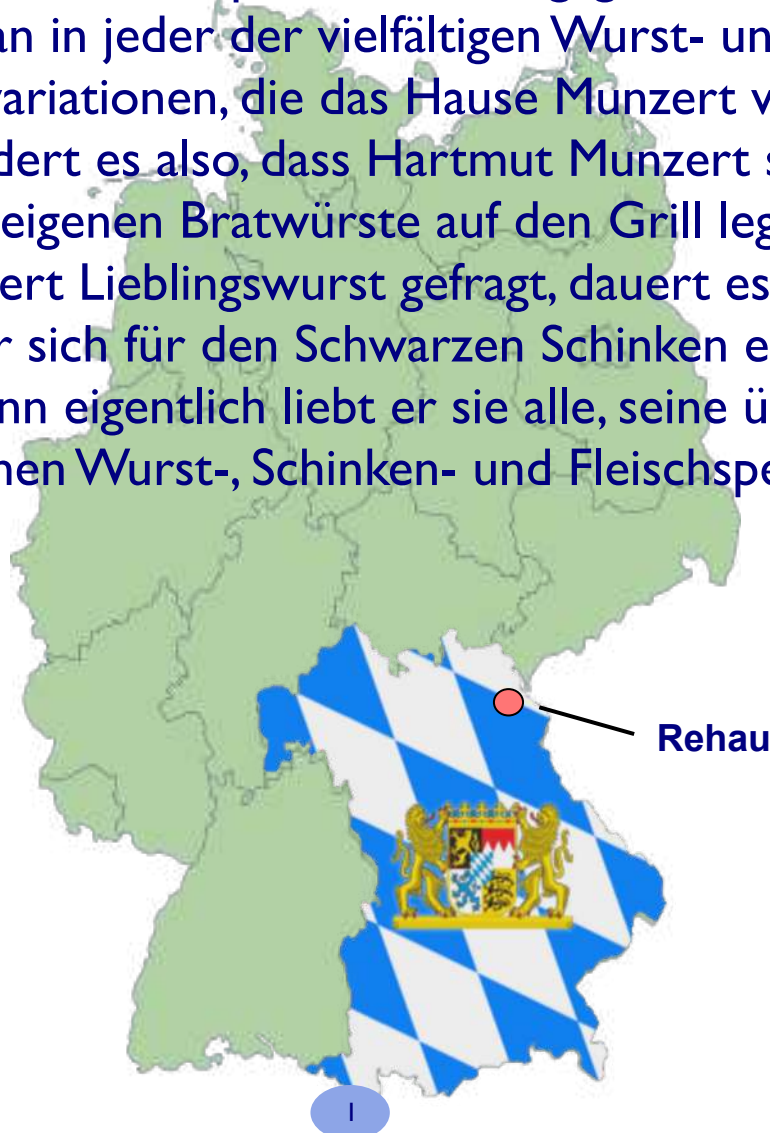 an in jeder der vielfältigen Wurst- un
variationen, die das Hause Munzert v
dert es also, dass Hartmut Munzert s
eigenen Bratwürste auf den Grill leg
ert Lieblingswurst gefragt, dauert es
r sich für den Schwarzen Schinken e
nn eigentlich liebt er sie alle, seine ü
nen Wurst-, Schinken- und Fleischspe
Rehau
1